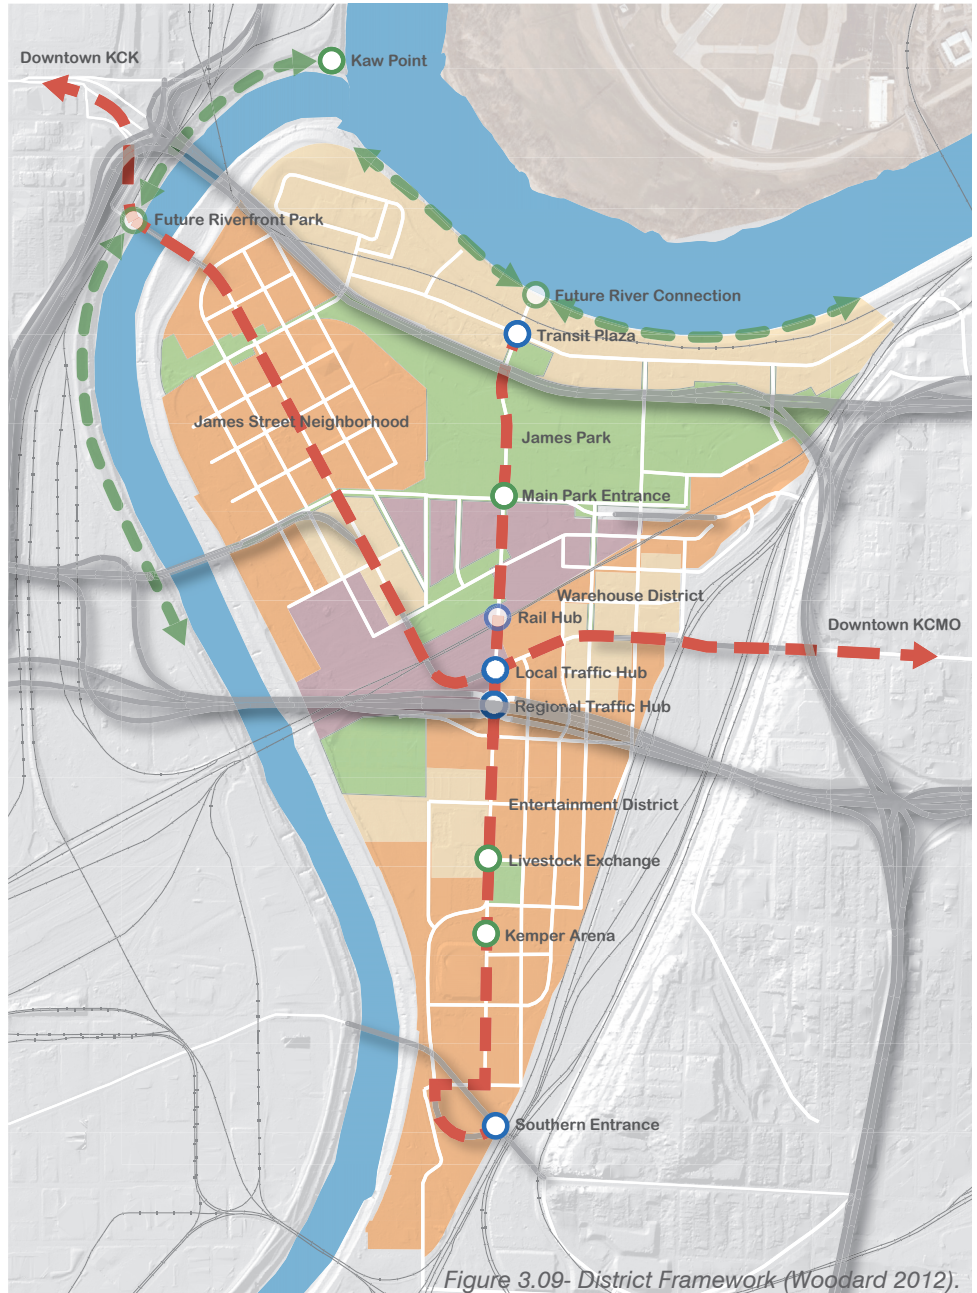 Downtown KCK
Kaw Point
Future Riverfront Park
Future River Connection
Transit Plaza
James Street Neighborhood
James Park
Main Park Entrance
Warehouse District
Rail Hub
Downtown KCMO
Local Traffic Hub
Regional Traffic Hub
Entertainment District
Livestock Exchange
Kemper Arena
Southern Entrance
Figure 3.09- District Framework (Woodard 2012).